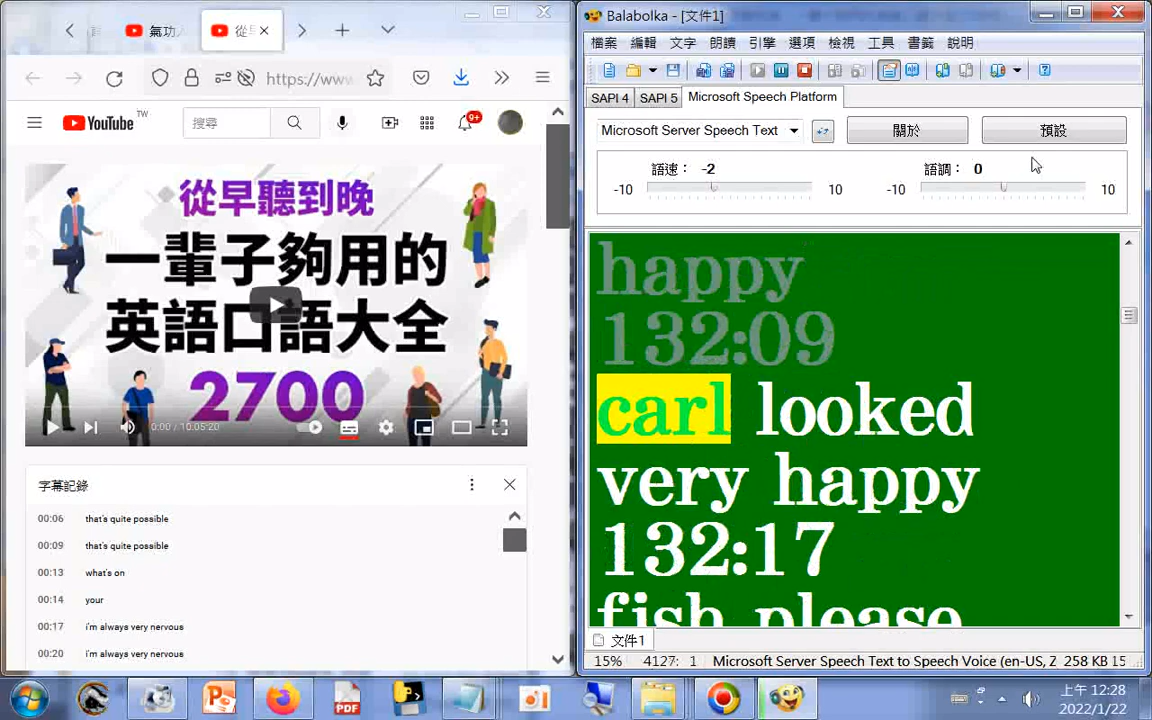 氣功人
從
https://www
YouTube TW
搜尋
9+
從早聽到晚
一輩子夠用的
英語口語大全
2700
0:00 / 10:05:20
字幕記錄
00:06 that's quite possible
00:09 that's quite possible
00:13 what's on
00:14 your
00:17 i'm always very nervous
00:20 i'm always very nervous
Balabolka - [文件1]
檔案 編輯 文字 朗讀 引擎 選項 檢視 工具 書籤 說明
SAPI 4 SAPI 5 Microsoft Speech Platform
Microsoft Server Speech Text 關於 預設
語速： -2 語調： 0
-10 10 -10 10
happy
132:09
carl looked
very happy
132:17
fish please
文件1
15% 4127: 1 Microsoft Server Speech Text to Speech Voice (en-US, Z 258 KB 15
PDF
上午 12:28
2022/1/22